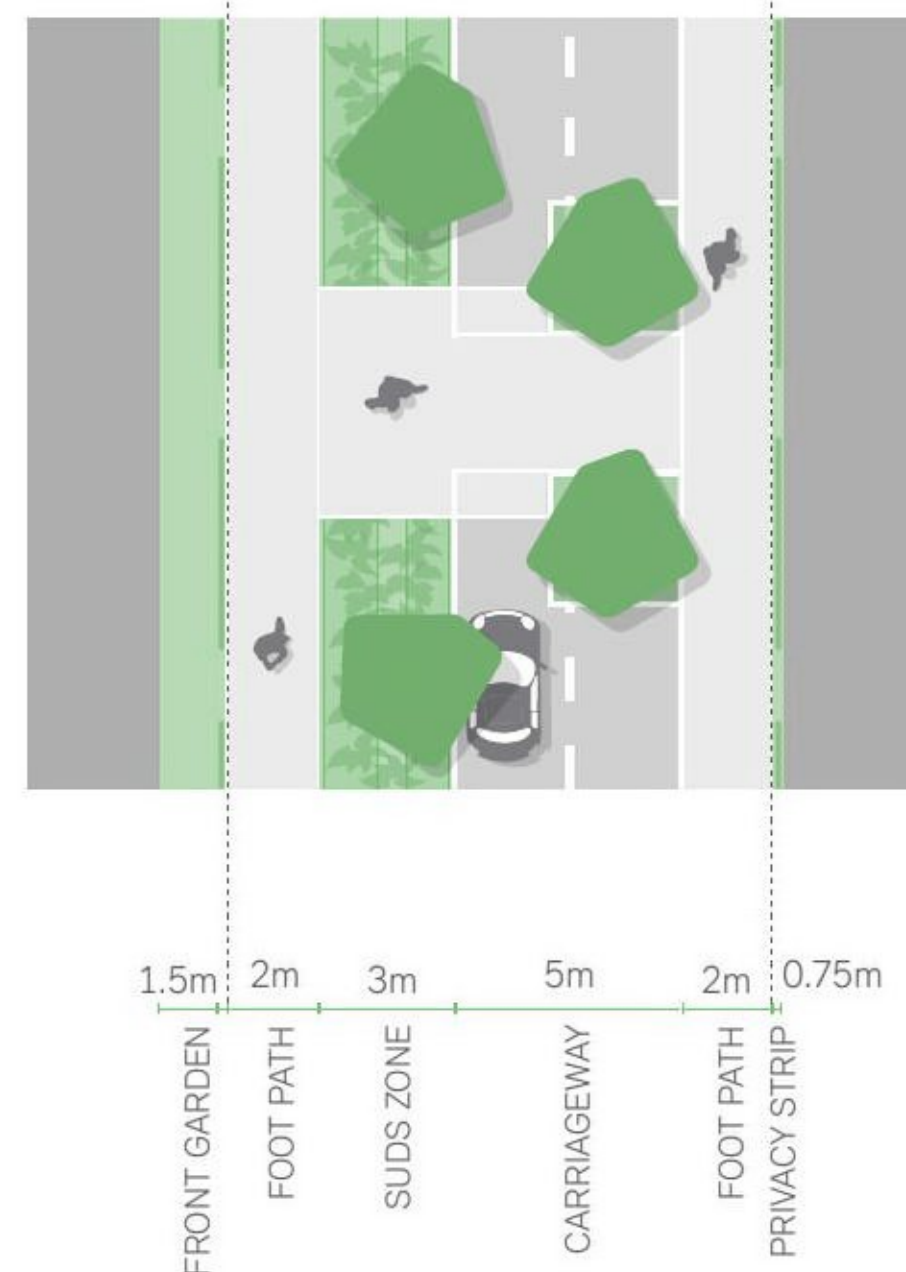 1.5m
2m
3m
5m
2m
0.75m
FRONT GARDEN
FOOT PATH
SUDS ZONE
CARRIAGEWAY
FOOT PATH
PRIVACY STRIP